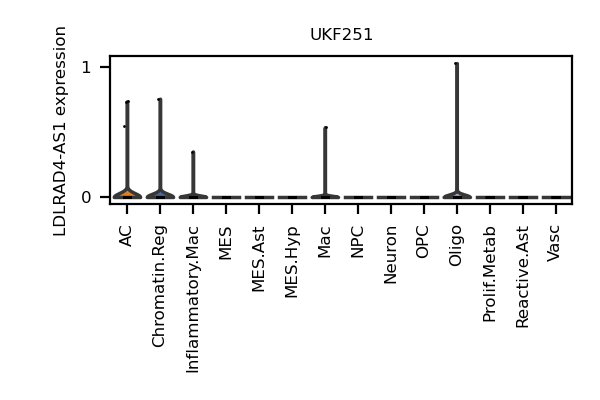 UKF251
LDLRAD4-AS1 expression
1
0
AC
Chromatin.Reg
Inflammatory.Mac
MES
MES.Ast
MES.Hyp
Mac
NPC
Neuron
OPC
Oligo
Prolif.Metab
Reactive.Ast
Vasc